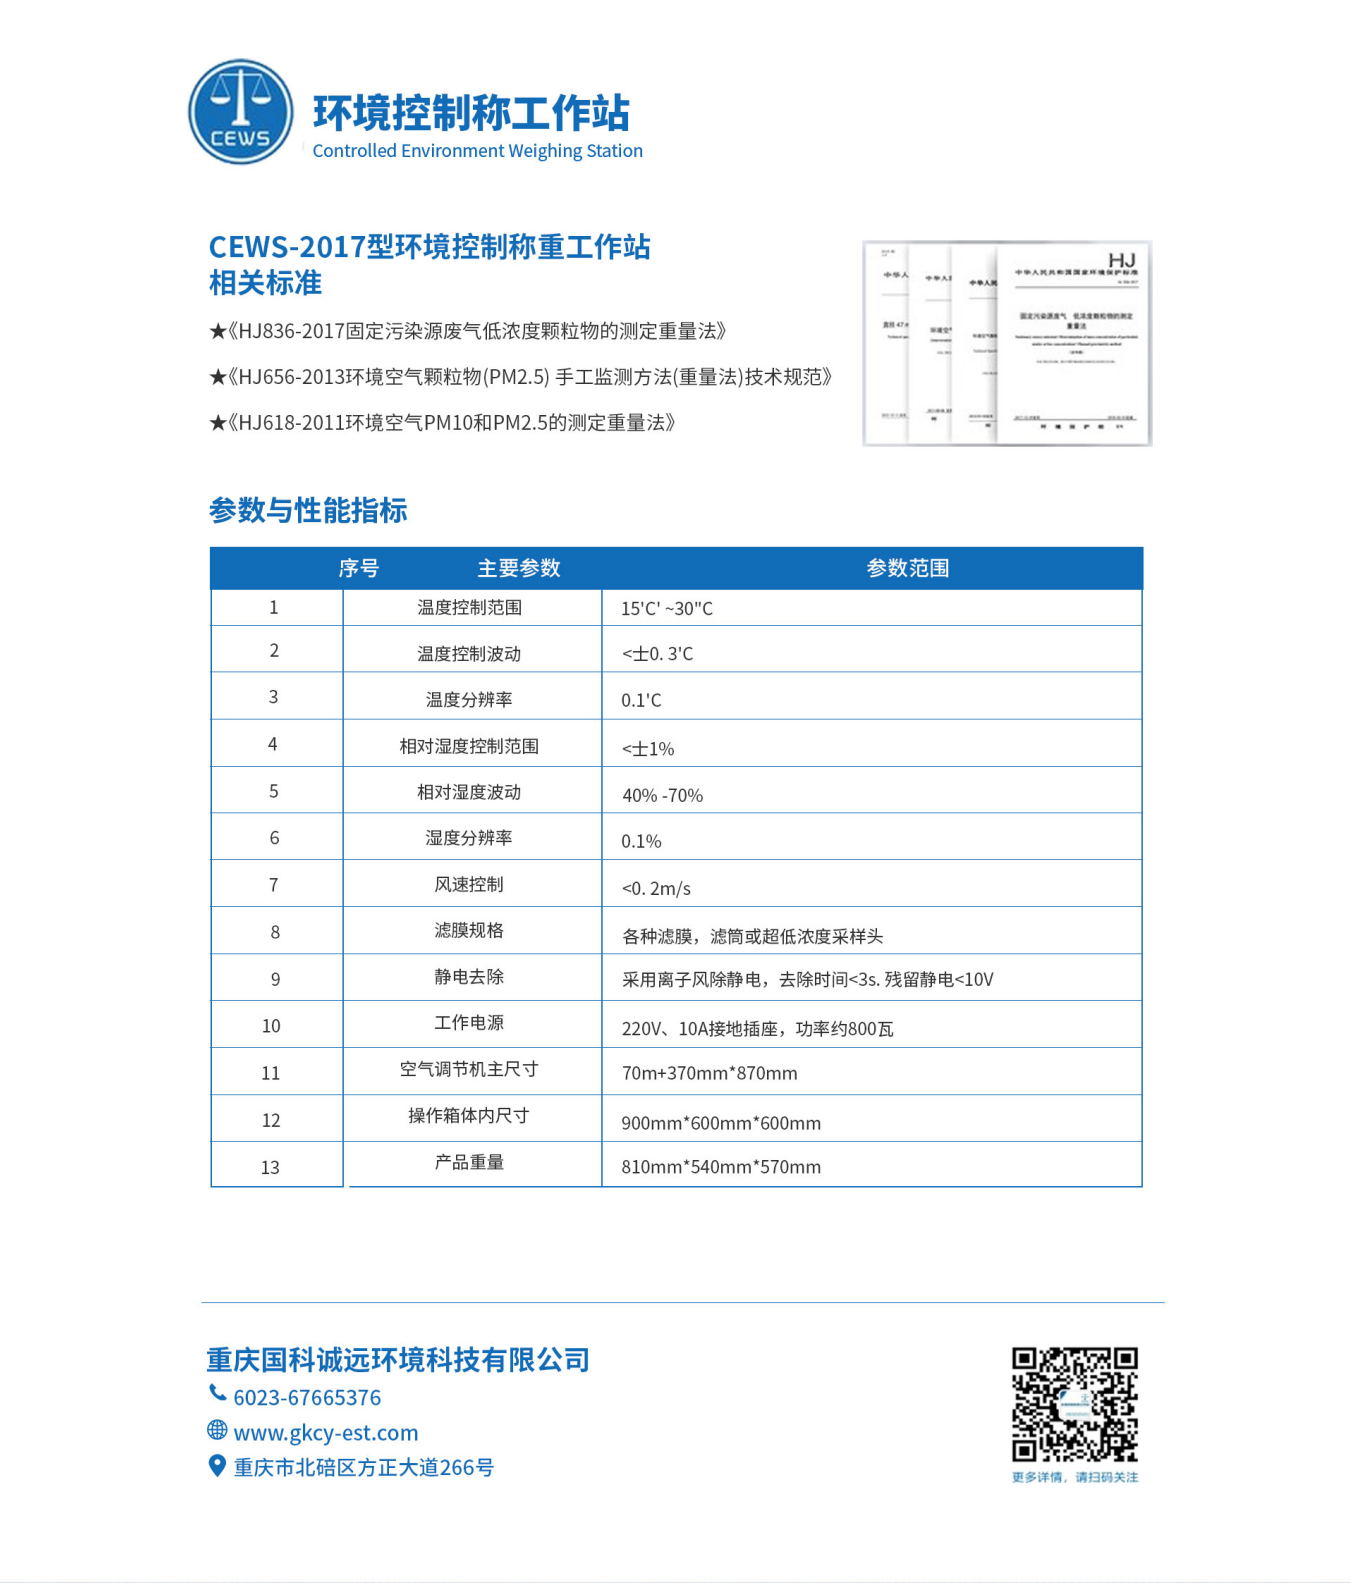 CEWS
环境控制称工作站
Controlled Environment Weighing Station
CEWS-2017型环境控制称重工作站
相关标准
★《HJ836-2017固定污染源废气低浓度颗粒物的测定重量法》
★《HJ656-2013环境空气颗粒物(PM2.5) 手工监测方法(重量法)技术规范》
★《HJ618-2011环境空气PM10和PM2.5的测定重量法》
HJ
中华人民共和国国家环境保护标准
固定污染源废气 低浓度颗粒物的测定
重量法
中华人
中华人民
中华人民
环境保护部
参数与性能指标
序号 主要参数 参数范围
1 温度控制范围 15'C' ~30"C
2 温度控制波动 <士0. 3'C
3 温度分辨率 0.1'C
4 相对湿度控制范围 <士1%
5 相对湿度波动 40% -70%
6 湿度分辨率 0.1%
7 风速控制 <0. 2m/s
8 滤膜规格 各种滤膜，滤筒或超低浓度采样头
9 静电去除 采用离子风除静电，去除时间<3s. 残留静电<10V
10 工作电源 220V、10A接地插座，功率约800瓦
11 空气调节机主尺寸 70m+370mm*870mm
12 操作箱体内尺寸 900mm*600mm*600mm
13 产品重量 810mm*540mm*570mm
重庆国科诚远环境科技有限公司
6023-67665376
www.gkcy-est.com
重庆市北碚区方正大道266号
更多详情，请扫码关注